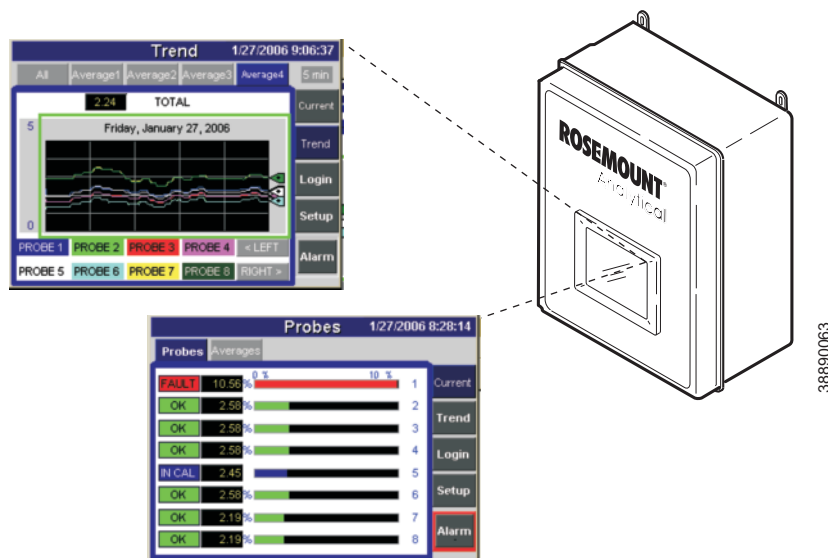 Trend 1/27/2006 9:06:37
All Average1 Average2 Average3 Average4 5 min
2.24 TOTAL
Current
5 Friday, January 27, 2006
Trend
Login
Setup
0
PROBE 1 PROBE 2 PROBE 3 PROBE 4 < LEFT
Alarm
PROBE 5 PROBE 6 PROBE 7 PROBE 8 RIGHT >
ROSEMOUNT®
Analytical
Probes 1/27/2006 8:28:14
Probes Averages
0 % 10 %
FAULT 10.56 % 1 Current
OK 2.58 % 2
Trend
OK 2.58 % 3
OK 2.58 % 4 Login
IN CAL 2.45 5
Setup
OK 2.58 % 6
OK 2.19 % 7
Alarm
OK 2.19 % 8
38890063